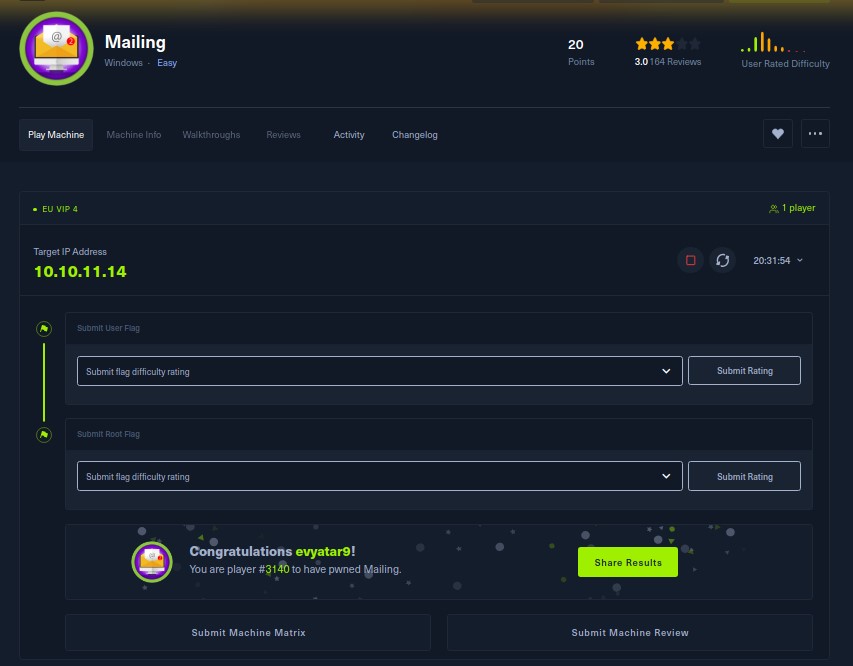 Mailing
Windows · Easy
20
Points
3.0 164 Reviews
User Rated Difficulty
Play Machine
Machine Info
Walkthroughs
Reviews
Activity
Changelog
EU VIP 4
1 player
Target IP Address
10.10.11.14
20:31:54
Submit User Flag
Submit flag difficulty rating
Submit Rating
Submit Root Flag
Submit flag difficulty rating
Submit Rating
Congratulations evyatar9!
You are player #3140 to have pwned Mailing.
Share Results
Submit Machine Matrix
Submit Machine Review